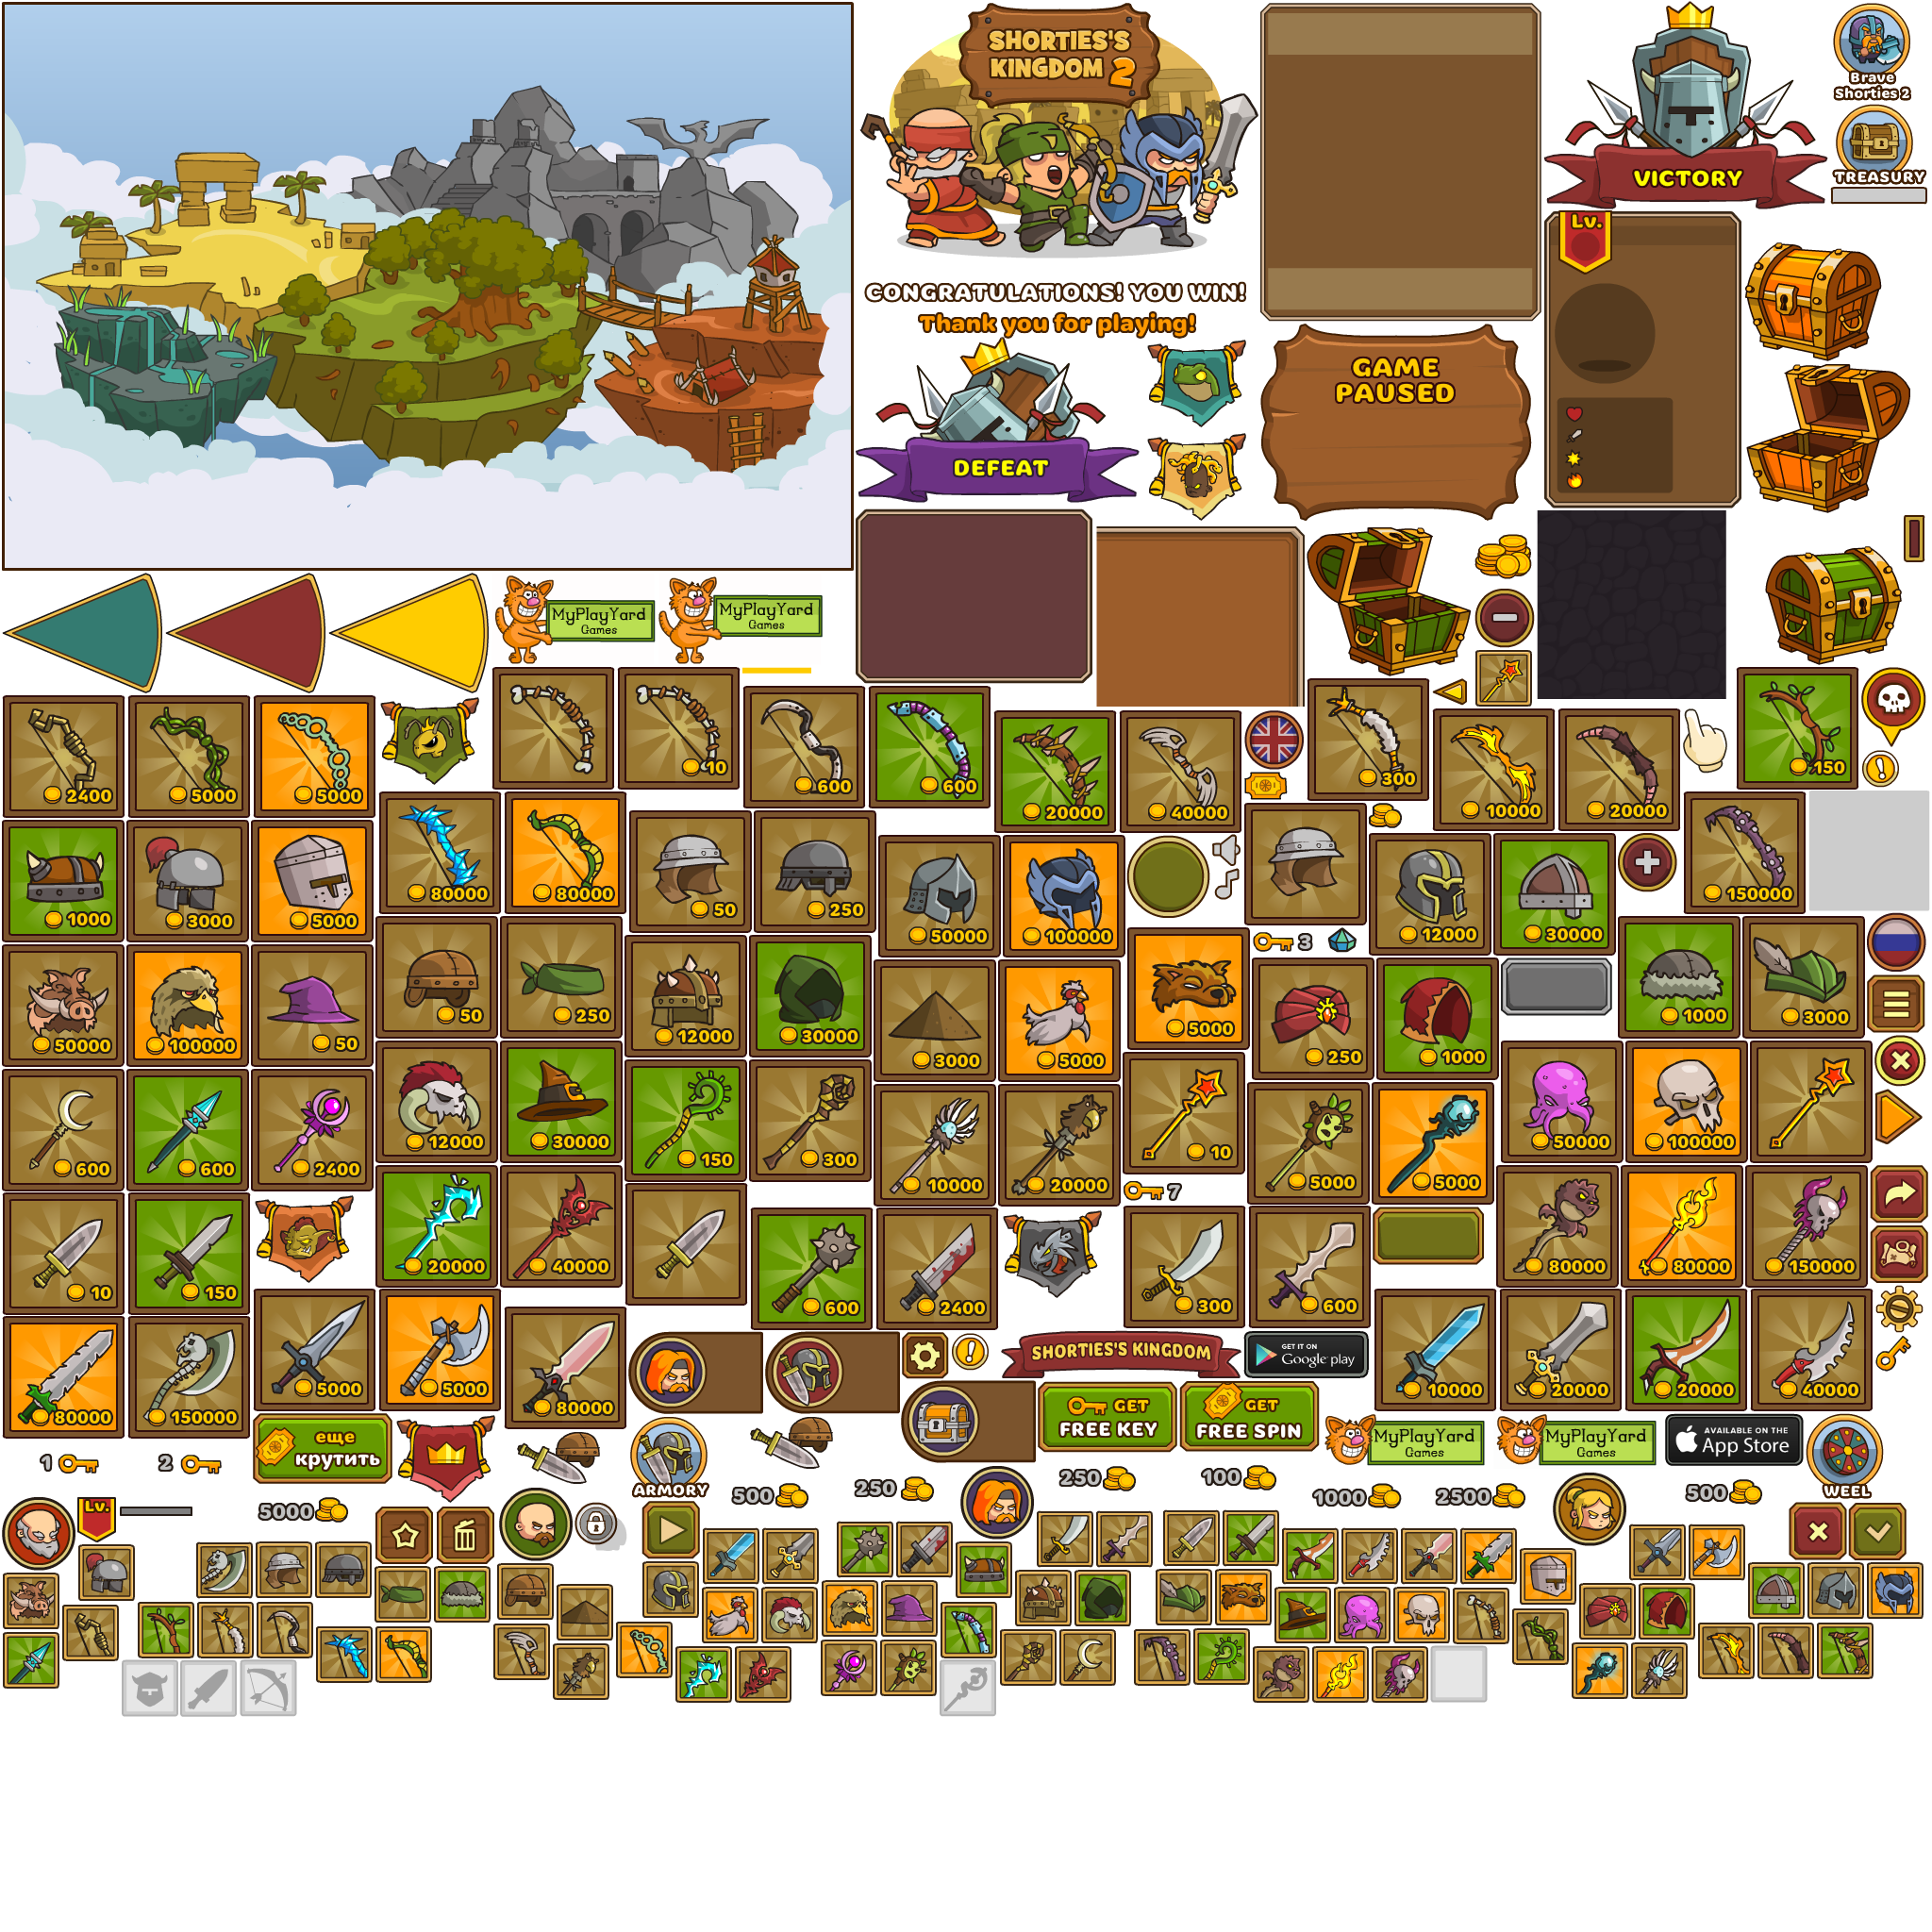 SHORTIES'S
KINGDOM 2
VICTORY
Brave
Shorties 2
TREASURY
Lv.
CONGRATULATIONS! YOU WIN!
Thank you for playing!
GAME
PAUSED
DEFEAT
MyPlayYard
Games
MyPlayYard
Games
2400
5000
5000
10
600
600
20000
40000
300
10000
20000
150
1000
3000
5000
80000
80000
50
250
50000
100000
12000
30000
150000
3
50000
100000
50
50
250
12000
30000
3000
5000
5000
250
1000
1000
3000
600
600
2400
12000
30000
150
300
10000
20000
10
5000
5000
50000
100000
7
10
150
20000
40000
600
2400
300
600
80000
80000
150000
80000
150000
5000
5000
80000
SHORTIES'S KINGDOM
GET IT ON
Google play
10000
20000
20000
40000
GET
FREE KEY
GET
FREE SPIN
еще
крутить
MyPlayYard
Games
MyPlayYard
Games
AVAILABLE ON THE
App Store
1
2
ARMORY
500
250
250
100
1000
2500
500
WEEL
Lv.
5000